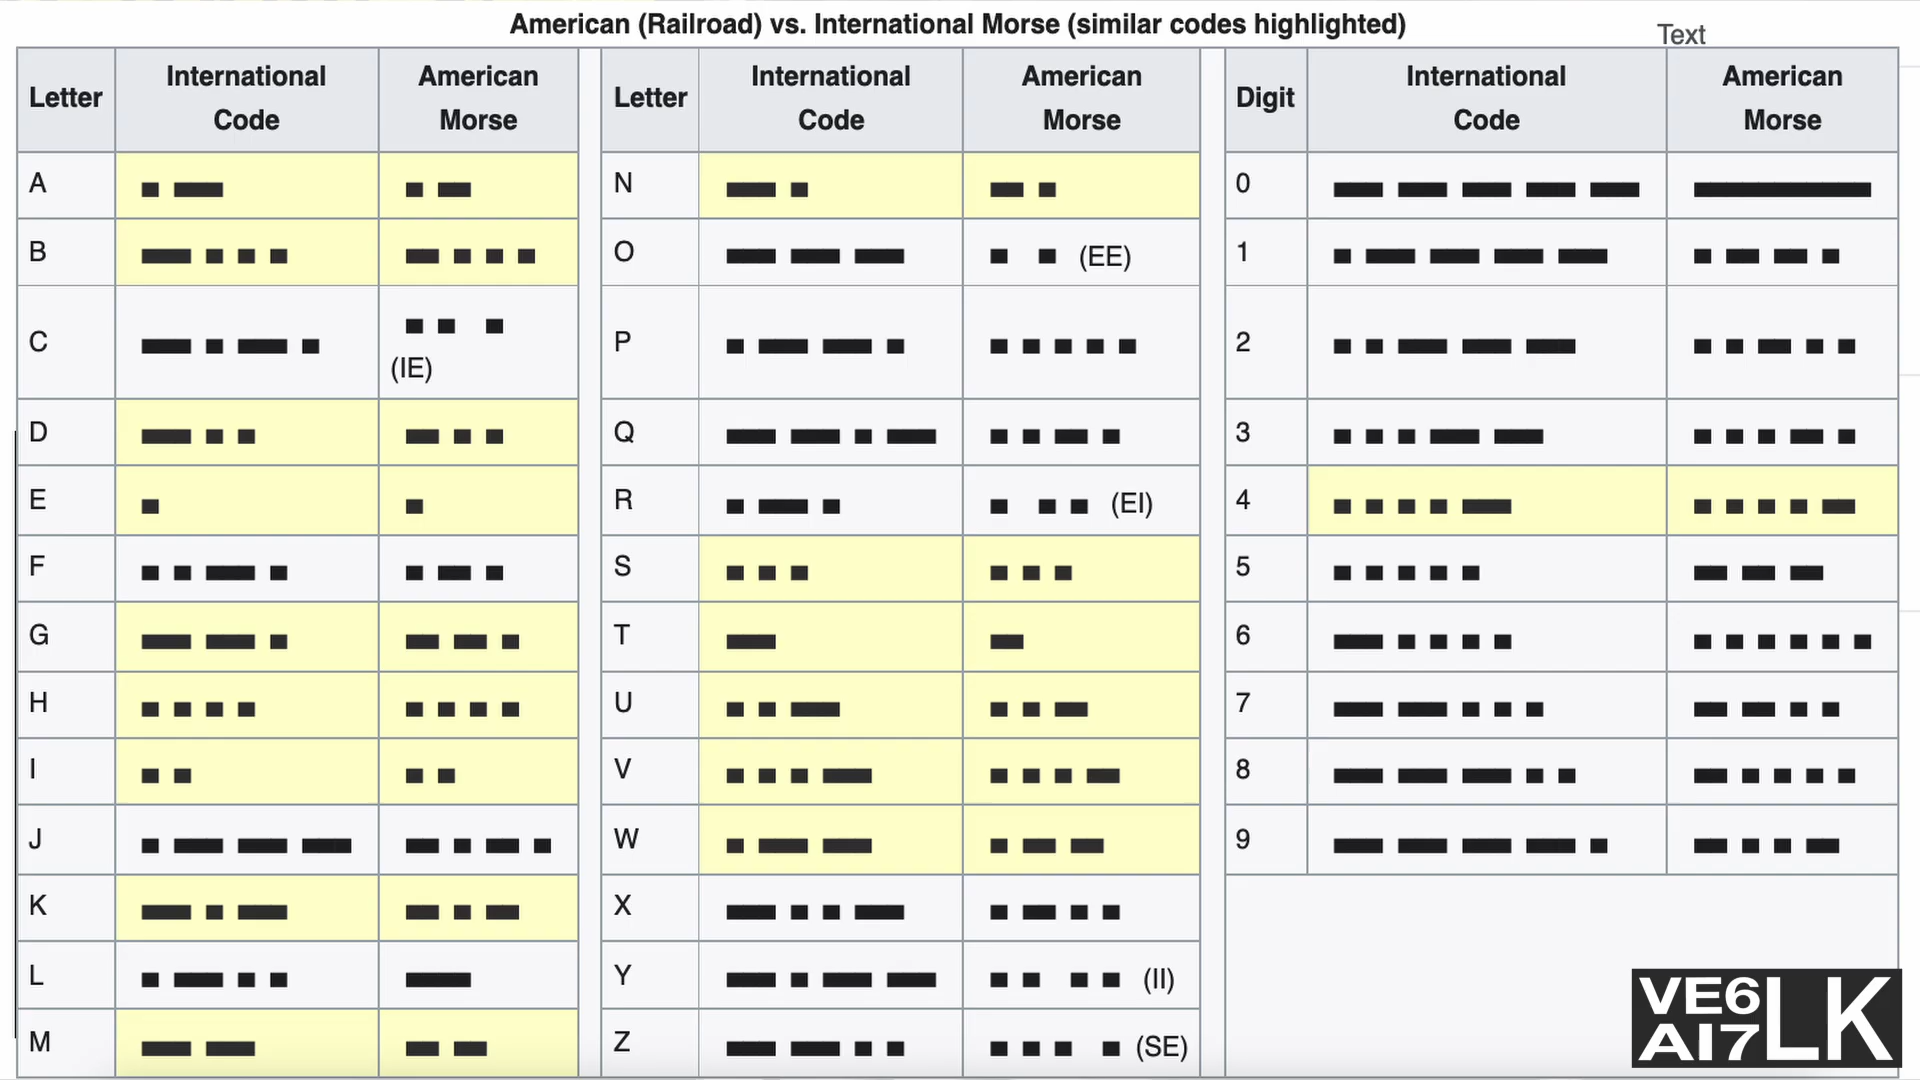 American (Railroad) vs. International Morse (similar codes highlighted)
Text
Letter International Code American Morse Letter International Code American Morse Digit International Code American Morse
A N 0
B O (EE) 1
C (IE) P 2
D Q 3
E R (EI) 4
F S 5
G T 6
H U 7
I V 8
J W 9
K X
L Y (II)
M Z (SE)
VE6
AI7
LK